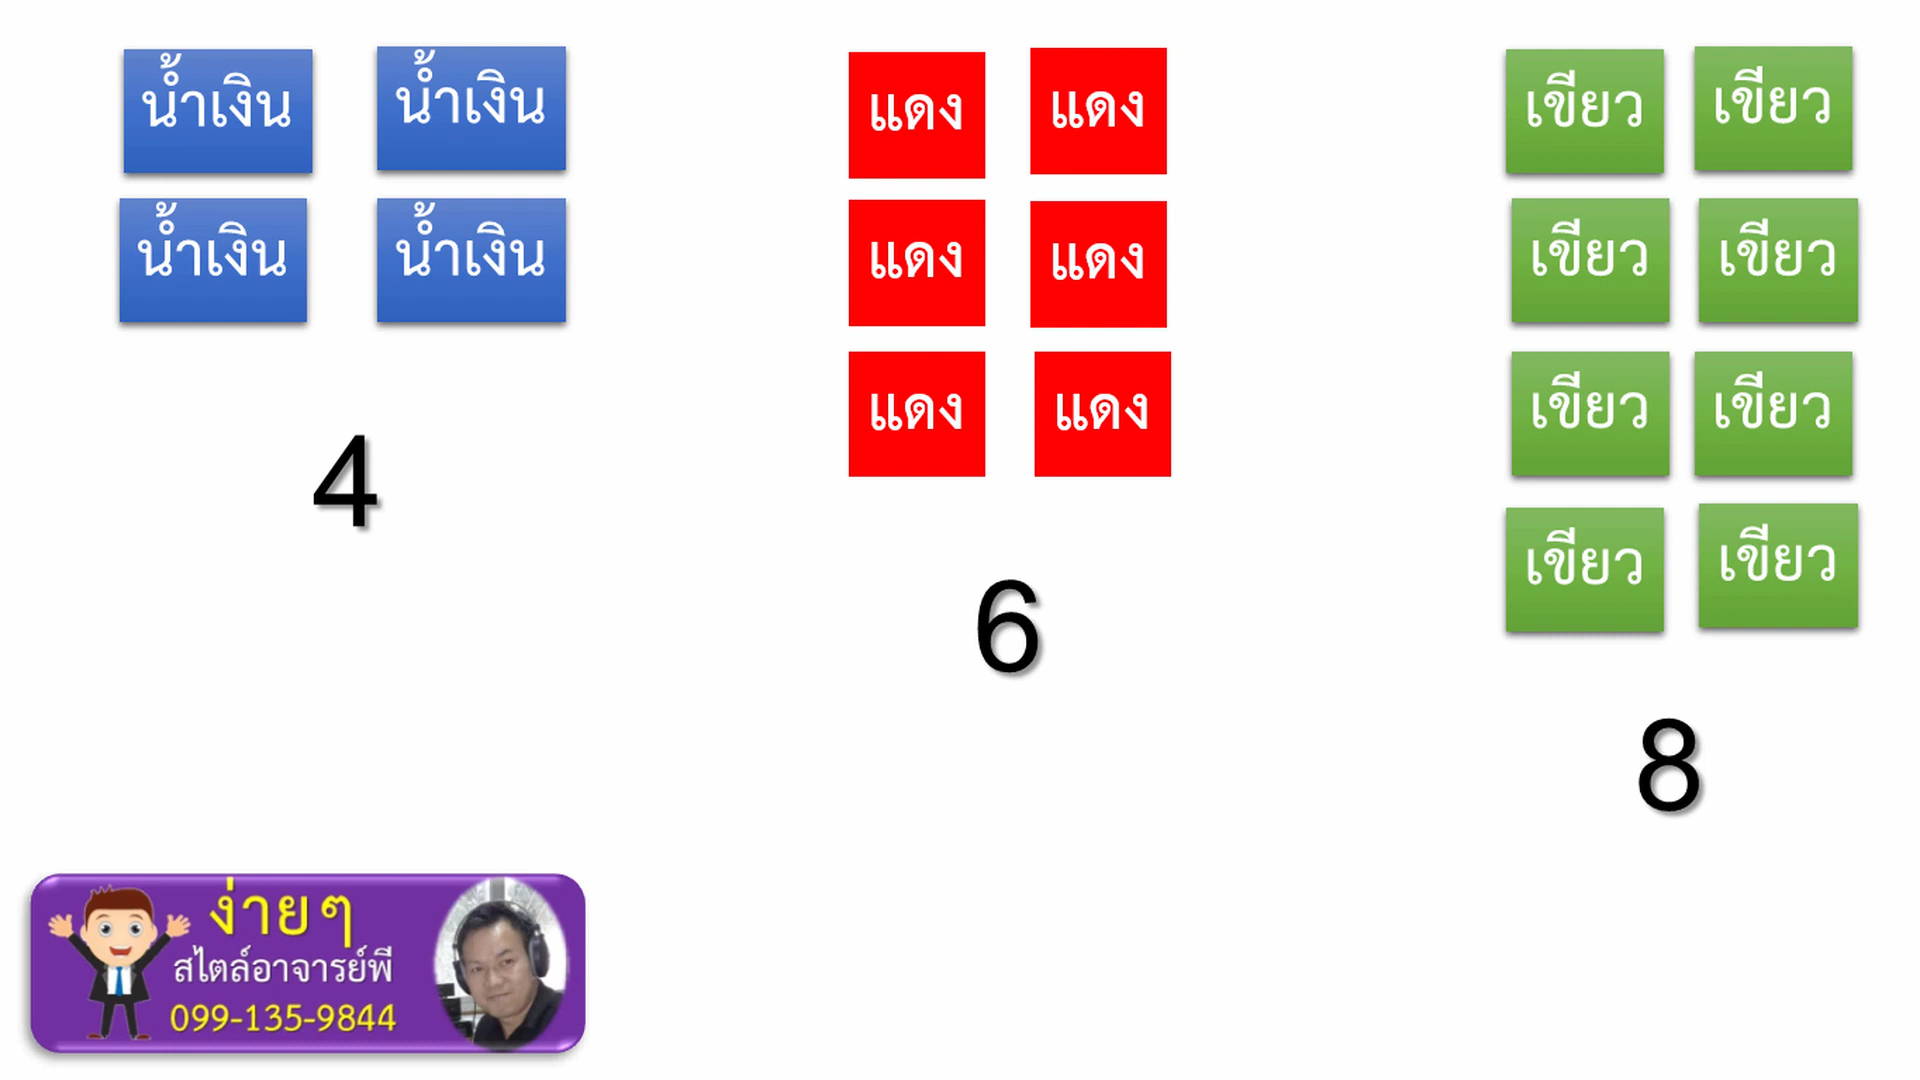 น้ำเงิน น้ำเงิน
น้ำเงิน น้ำเงิน
4
แดง แดง
แดง แดง
แดง แดง
6
เขียว เขียว
เขียว เขียว
เขียว เขียว
เขียว เขียว
8
ง่ายๆ
สไตล์อาจารย์พี
099-135-9844